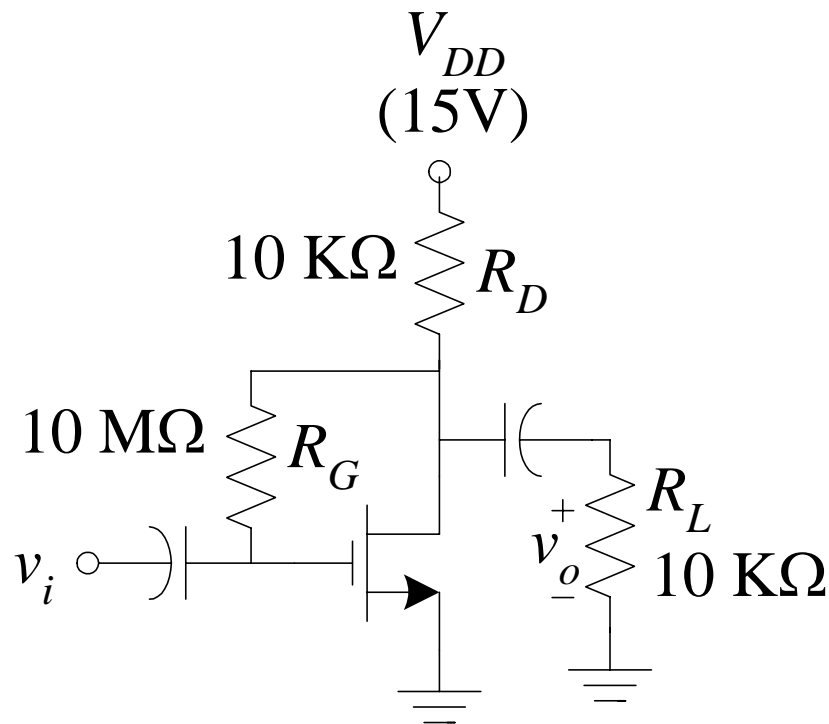 V_DD
(15V)
10 KΩ R_D
10 MΩ R_G
v_i
+
v_o
−
R_L
10 KΩ